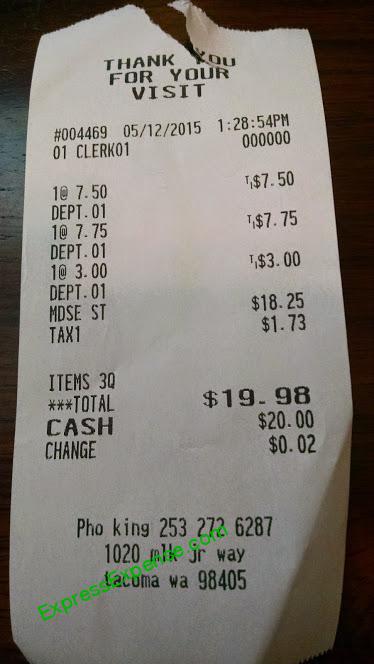 THANK YOU
FOR YOUR
VISIT
#004469 05/12/2015 1:28:54PM
01 CLERK01 000000
1@ 7.50 T₁$7.50
DEPT.01
1@ 7.75 T₁$7.75
DEPT.01
1@ 3.00 T₁$3.00
DEPT.01
MDSE ST $18.25
TAX1 $1.73
ITEMS 3Q
***TOTAL $19.98
CASH $20.00
CHANGE $0.02
Pho king 253 272 6287
1020 mlk jr way
tacoma wa 98405
ExpressExpense.com